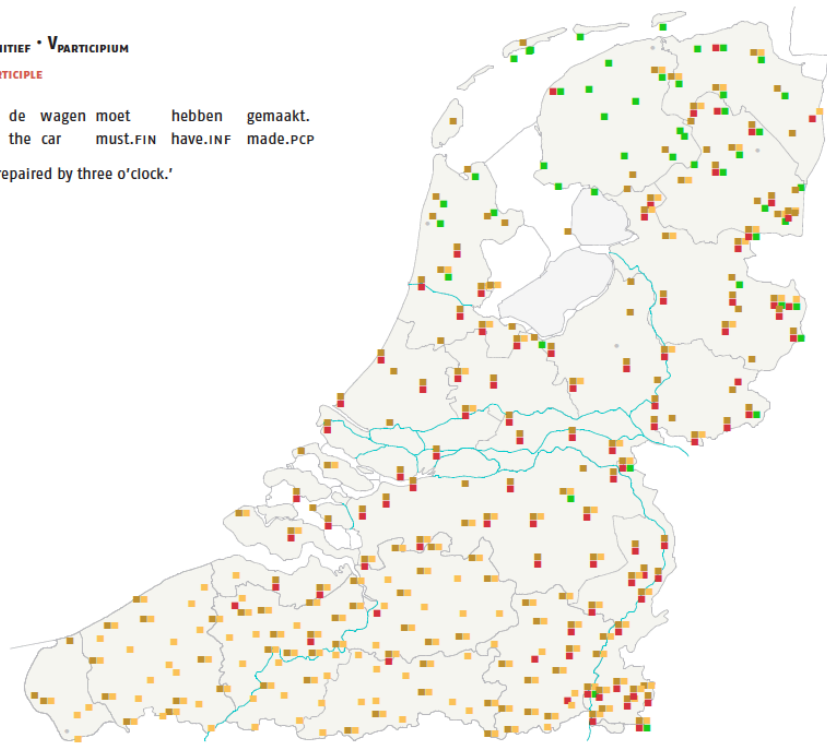 NITIEF · VPARTICIPIUM
RTICIPLE
de wagen moet hebben gemaakt.
the car must.FIN have.INF made.PCP
repaired by three o'clock.'